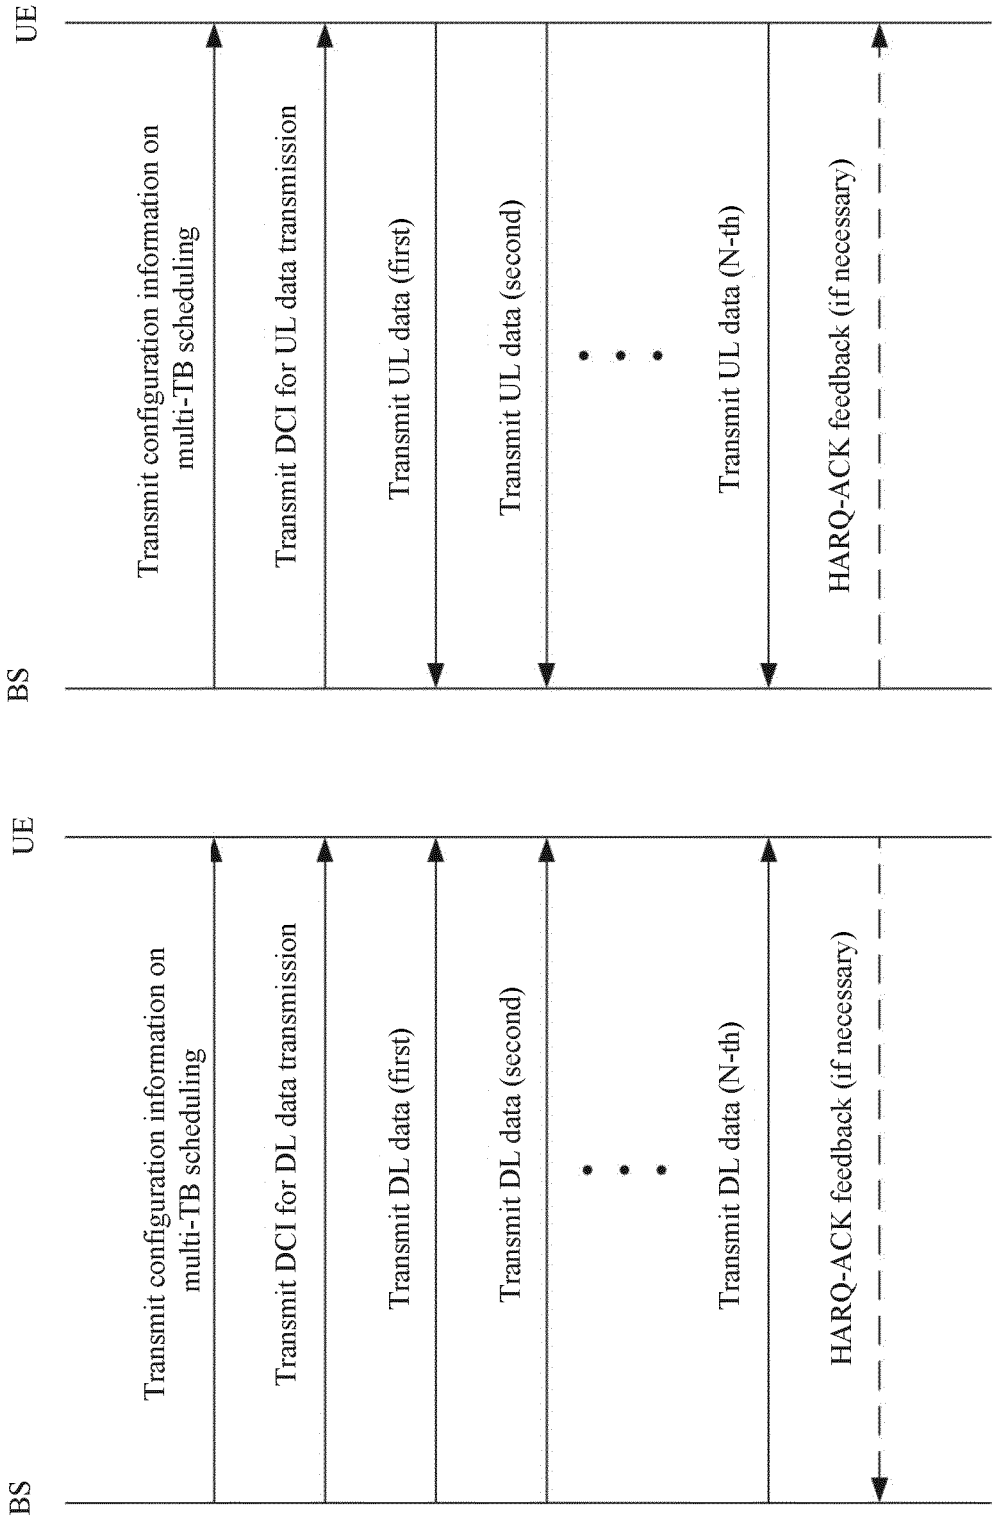 BS
UE
Transmit configuration information on
multi-TB scheduling
Transmit DCI for DL data transmission
Transmit DL data (first)
Transmit DL data (second)
Transmit DL data (N-th)
HARQ-ACK feedback (if necessary)
BS
UE
Transmit configuration information on
multi-TB scheduling
Transmit DCI for UL data transmission
Transmit UL data (first)
Transmit UL data (second)
Transmit UL data (N-th)
HARQ-ACK feedback (if necessary)